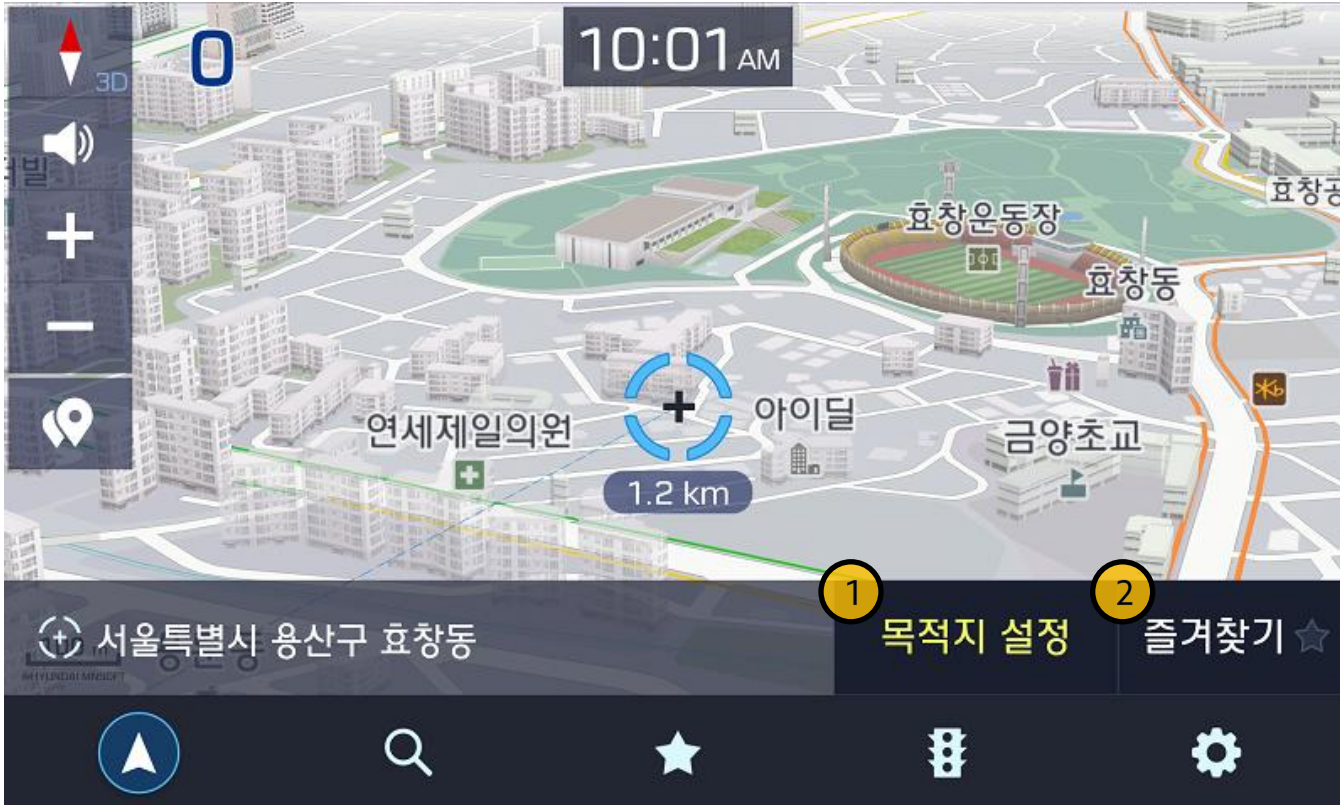 3D
0
10:01 AM
효창운동장
효창공
효창동
연세제일의원
아이딜
금양초교
1.2 km
1
2
서울특별시 용산구 효창동
목적지 설정
즐겨찾기